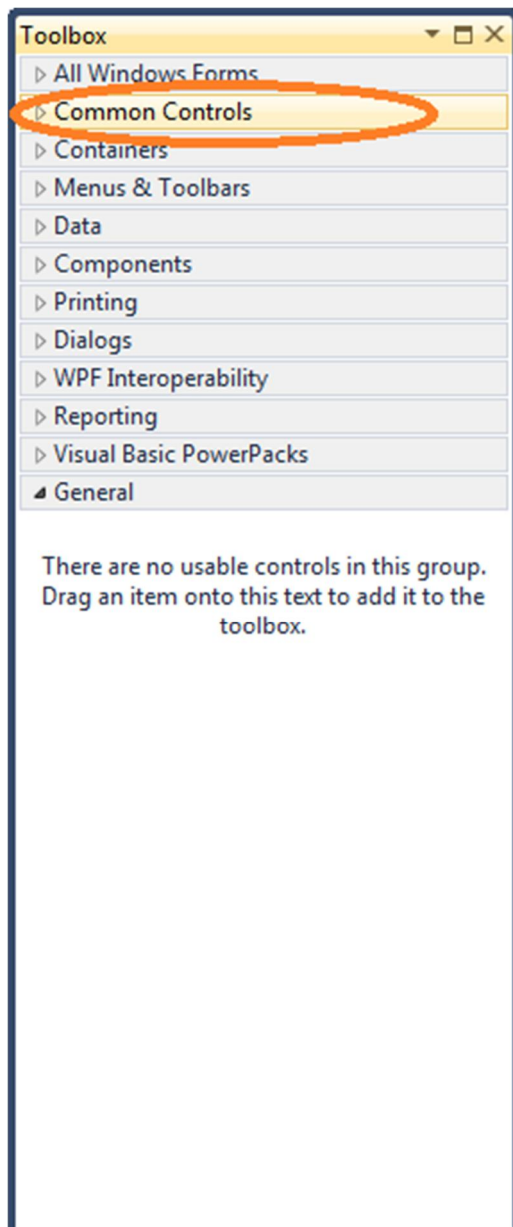 Toolbox
All Windows Forms
Common Controls
Containers
Menus & Toolbars
Data
Components
Printing
Dialogs
WPF Interoperability
Reporting
Visual Basic PowerPacks
General
There are no usable controls in this group.
Drag an item onto this text to add it to the
toolbox.